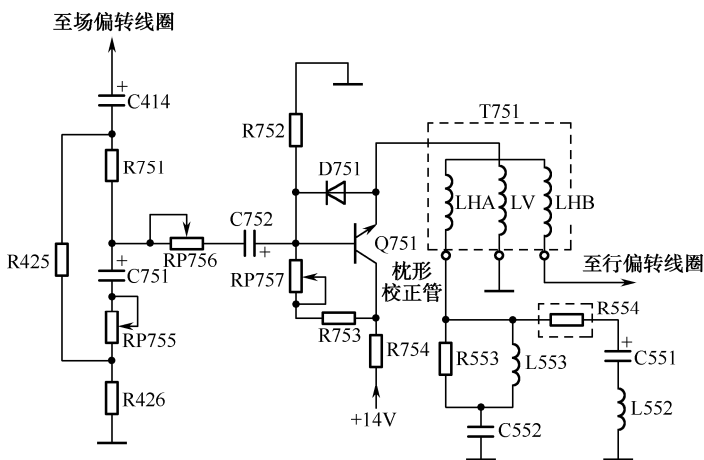 至场偏转线圈
+
C414
R751
R425
+
C751
RP755
R426
RP756
C752
+
R752
D751
Q751
枕形
校正管
RP757
R753
R754
+14V
T751
LHA
LV
LHB
至行偏转线圈
R554
R553
L553
C552
+
C551
L552